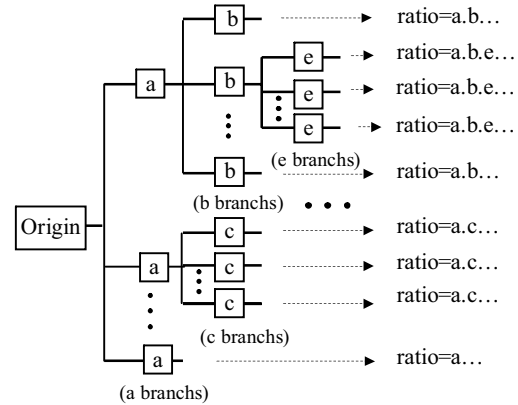 b ratio=a.b...
e ratio=a.b.e...
a b e ratio=a.b.e...
e ratio=a.b.e...
(e branchs)
b ratio=a.b...
(b branchs)
Origin
c ratio=a.c...
a c ratio=a.c...
c ratio=a.c...
(c branchs)
a ratio=a...
(a branchs)